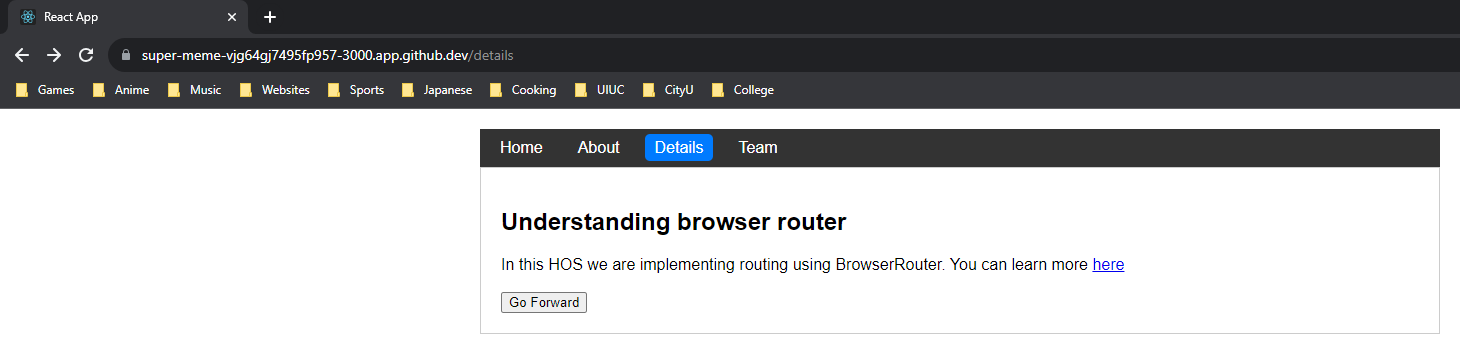 React App
super-meme-vjg64gj7495fp957-3000.app.github.dev/details
Games Anime Music Websites Sports Japanese Cooking UIUC CityU College
Home About Details Team
Understanding browser router
In this HOS we are implementing routing using BrowserRouter. You can learn more here
Go Forward